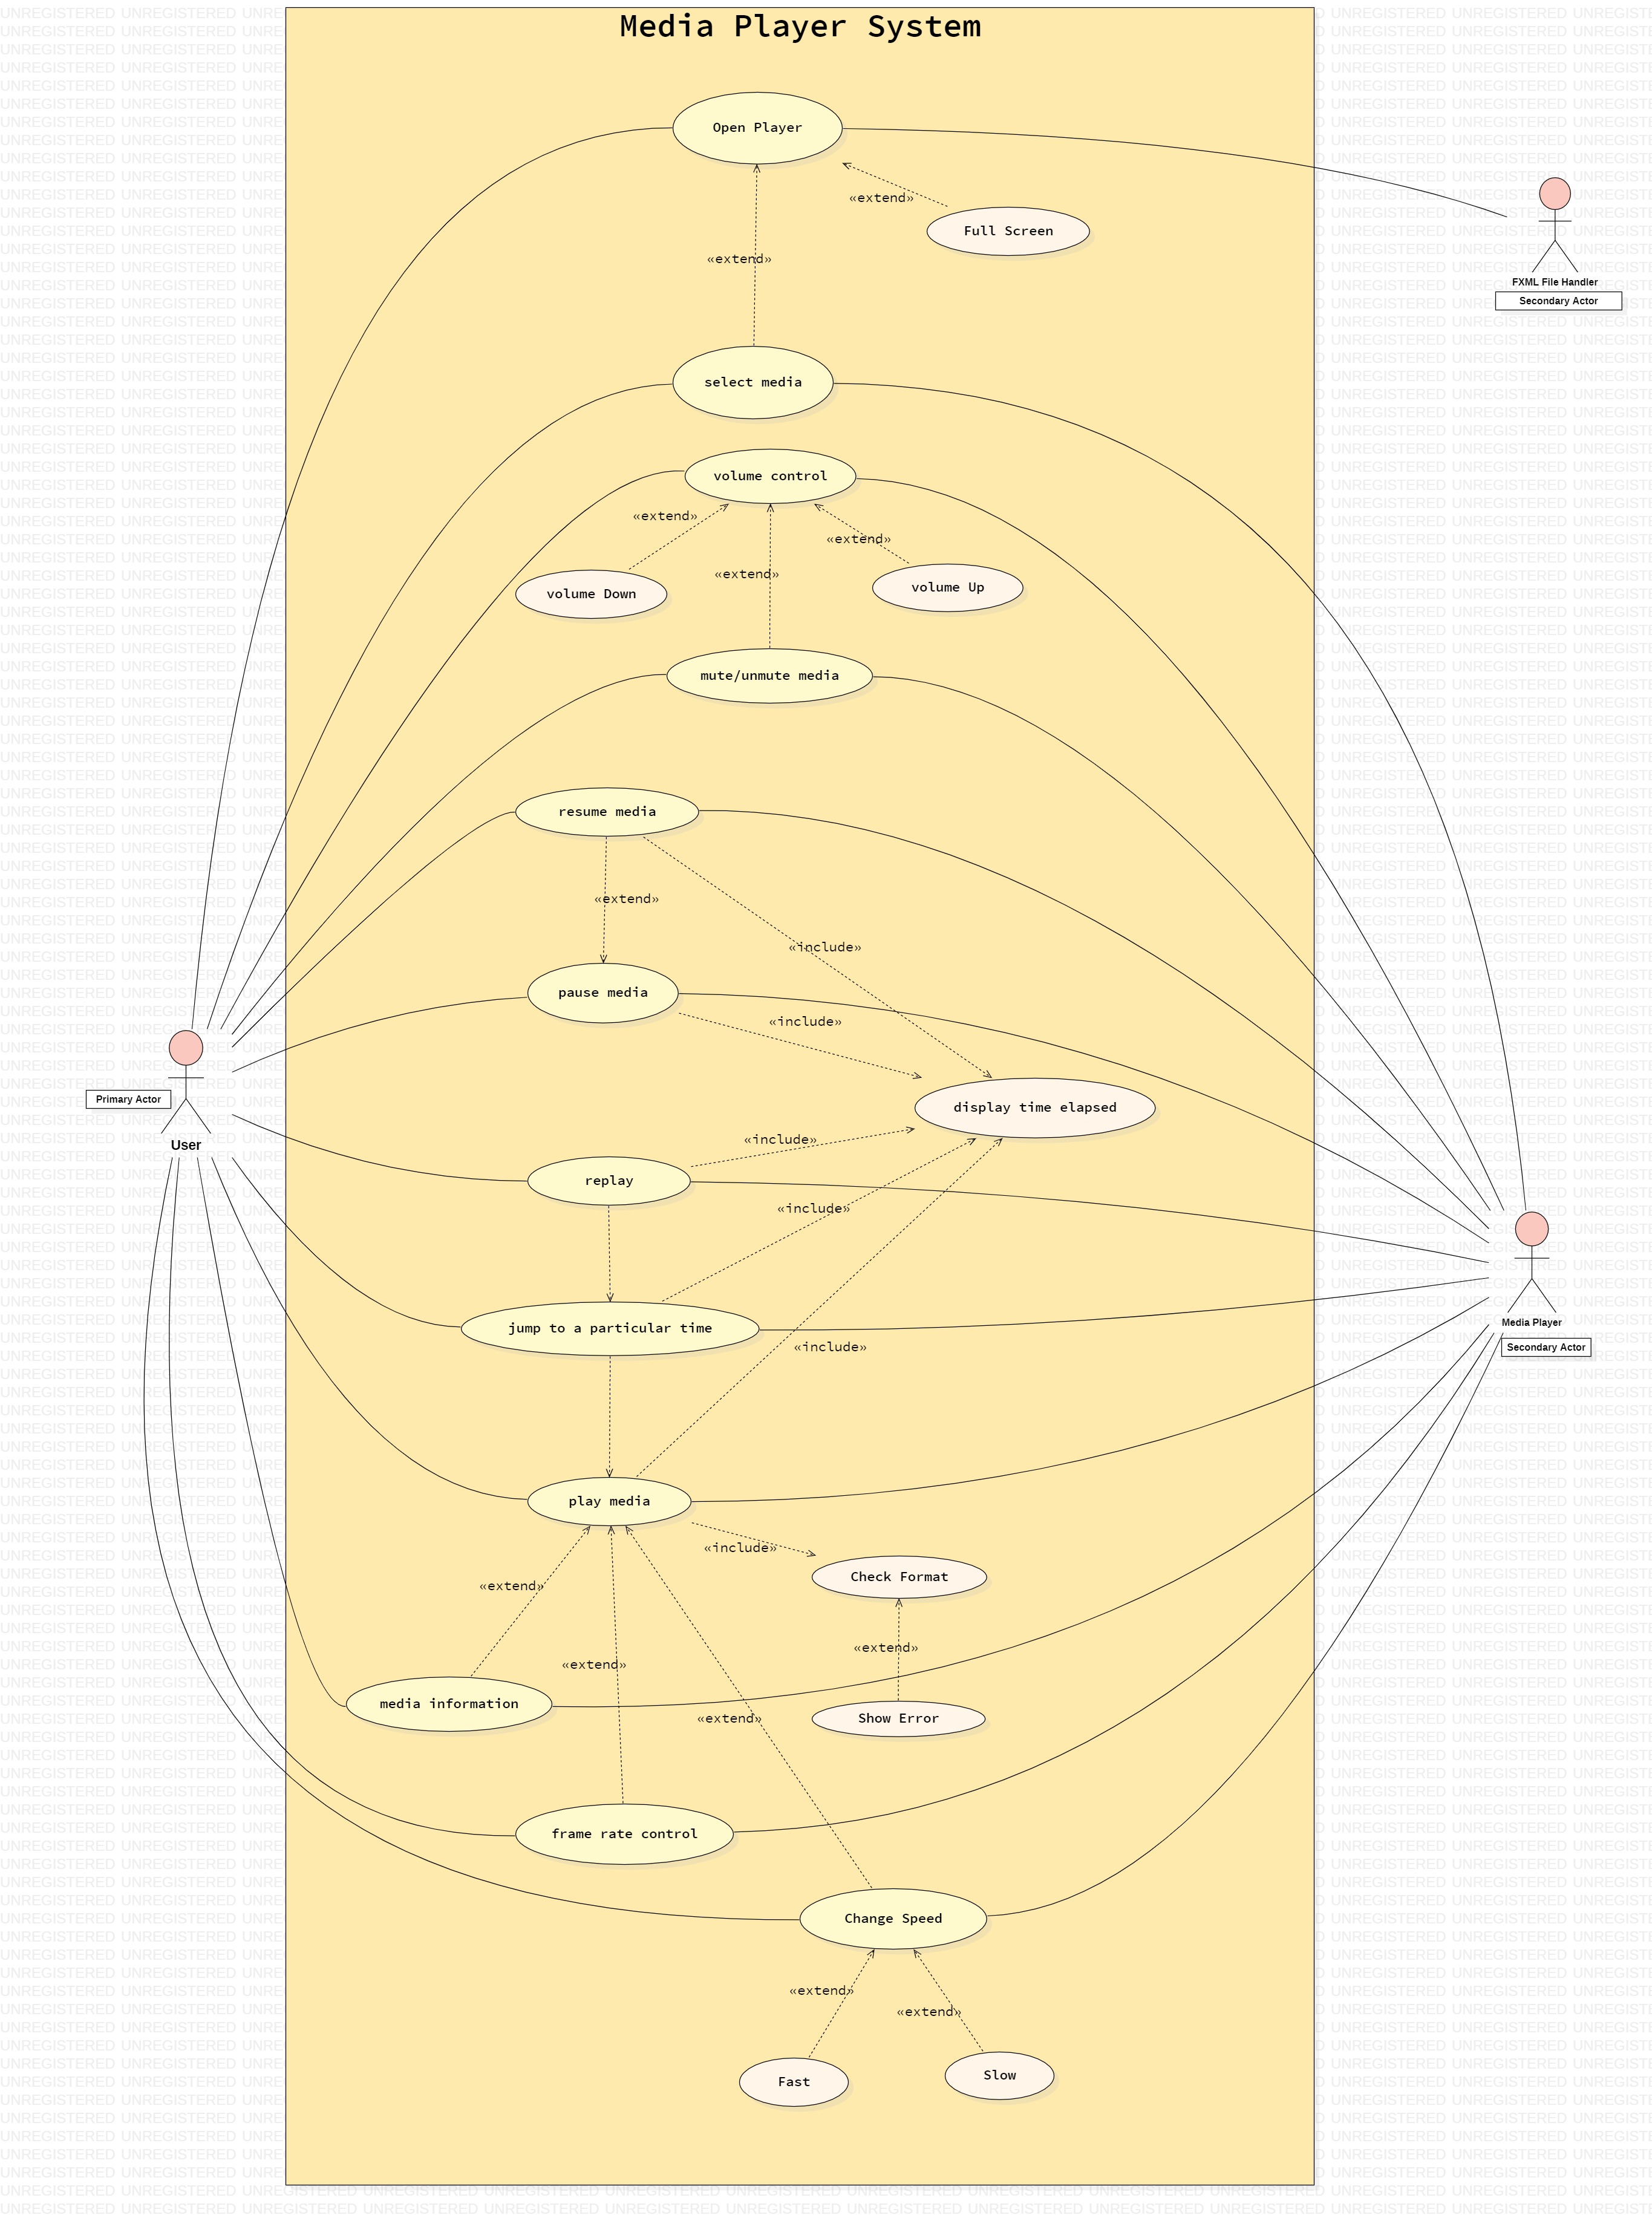 Media Player System
Open Player
«extend»
Full Screen
FXML File Handler
Secondary Actor
«extend»
select media
volume control
«extend»
«extend»
«extend»
volume Down
volume Up
mute/unmute media
resume media
«extend»
«include»
pause media
«include»
Primary Actor
User
display time elapsed
«include»
replay
«include»
jump to a particular time
«include»
Media Player
Secondary Actor
play media
«include»
Check Format
«extend»
«extend»
«extend»
media information
«extend»
Show Error
frame rate control
Change Speed
«extend»
«extend»
Fast
Slow
UNREGISTERED